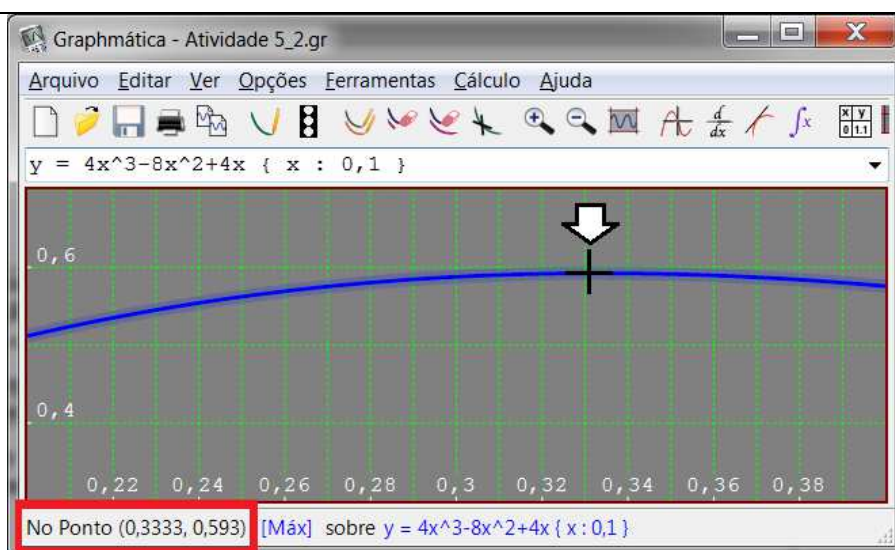 Graphmática - Atividade 5_2.gr
Arquivo Editar Ver Opções Ferramentas Cálculo Ajuda
y = 4x^3-8x^2+4x { x : 0,1 }
0,6
0,4
0,22 0,24 0,26 0,28 0,3 0,32 0,34 0,36 0,38
No Ponto (0,3333, 0,593) [Máx] sobre y = 4x^3-8x^2+4x { x : 0,1 }